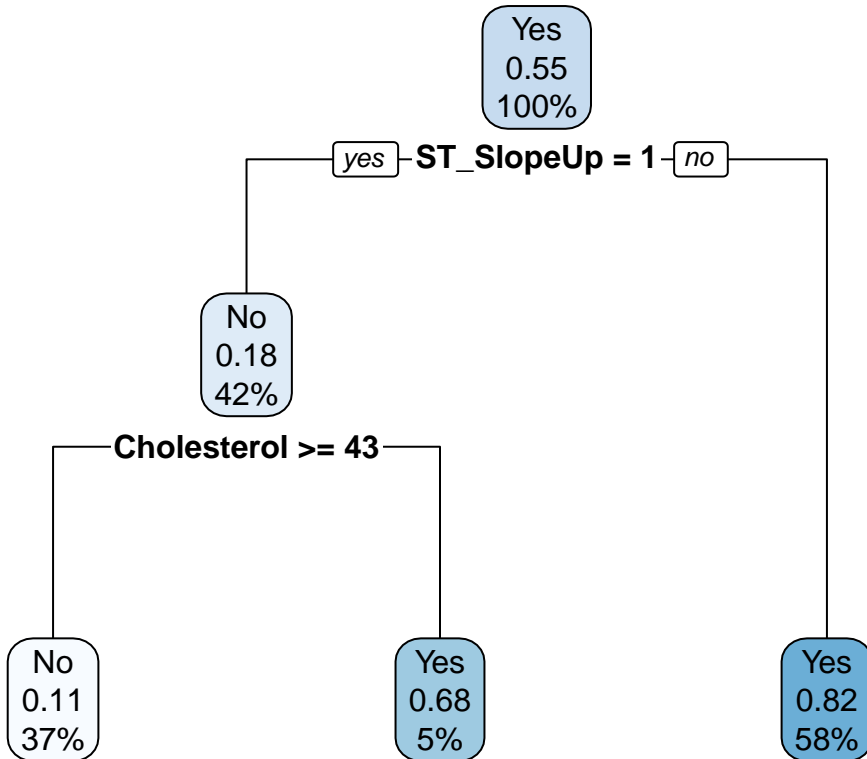 Yes
0.55
100%
yes ST_SlopeUp = 1 no
No
0.18
42%
Cholesterol >= 43
No
0.11
37%
Yes
0.68
5%
Yes
0.82
58%